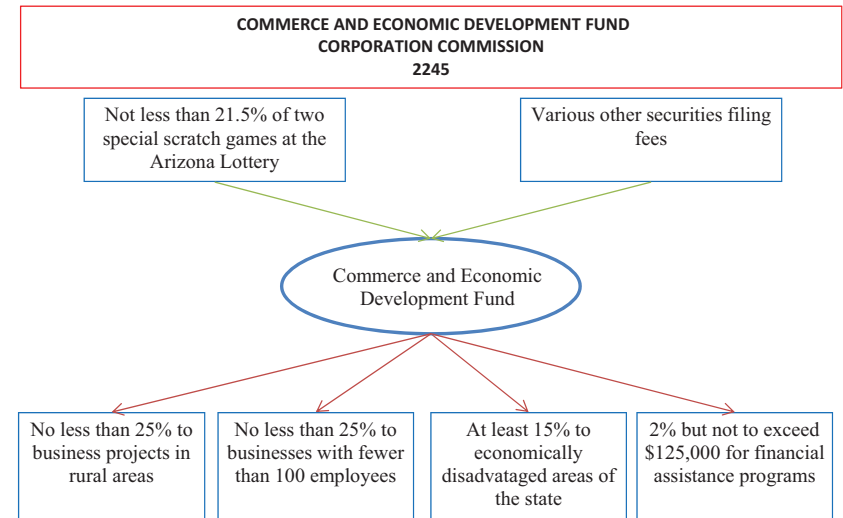 COMMERCE AND ECONOMIC DEVELOPMENT FUND
CORPORATION COMMISSION
2245
Not less than 21.5% of two
special scratch games at the
Arizona Lottery
Various other securities filing
fees
Commerce and Economic
Development Fund
No less than 25% to
business projects in
rural areas
No less than 25% to
businesses with fewer
than 100 employees
At least 15% to
economically
disadvataged areas of
the state
2% but not to exceed
$125,000 for financial
assistance programs